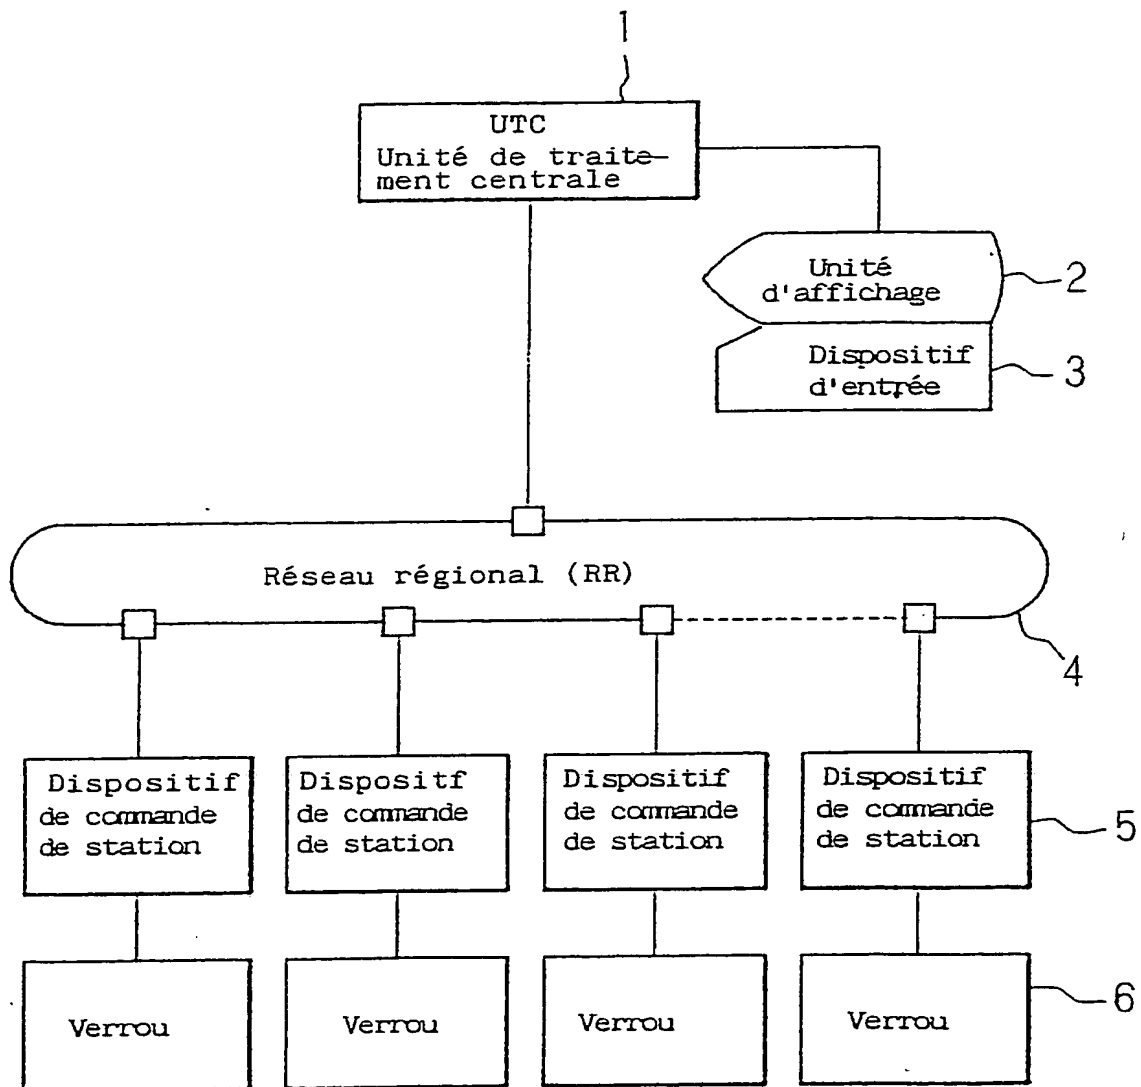 1
UTC
Unité de traite-
ment centrale
Unité
d'affichage
2
Dispositif
d'entrée
3
Réseau régional (RR)
4
Dispositif
de commande
de station
Dispositf
de commande
de station
Dispositif
de commande
de station
Dispositif
de commande
de station
5
Verrou
Verrou
Verrou
Verrou
6